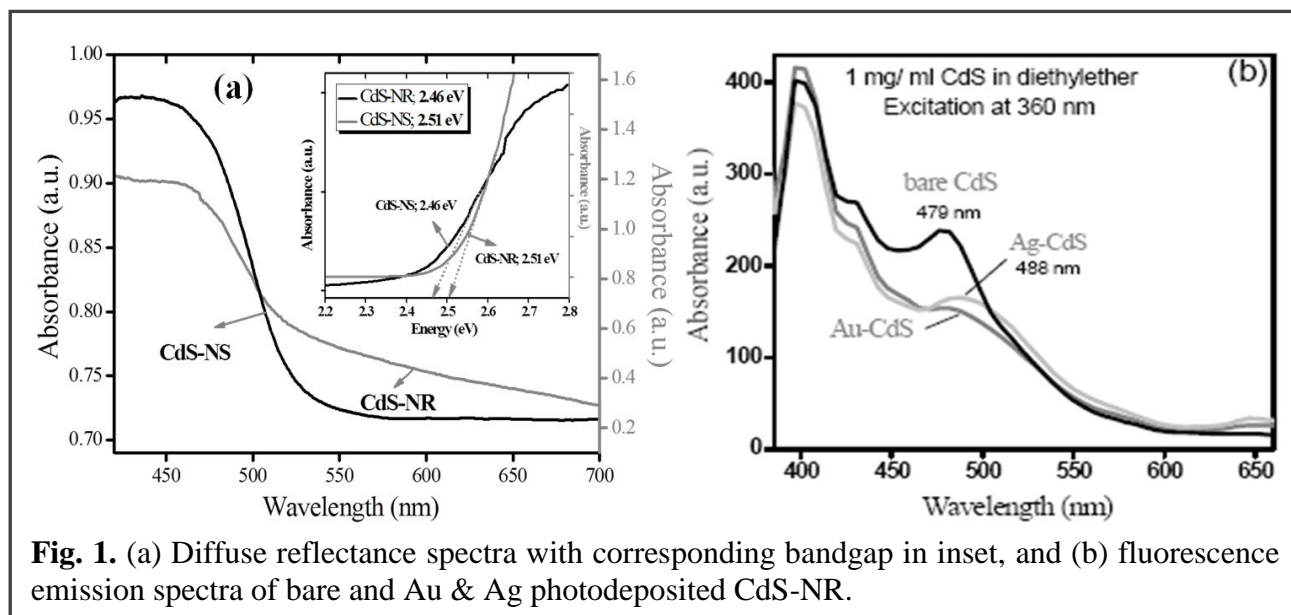 (a)
1.00
0.95
0.90
0.85
0.80
0.75
0.70
Absorbance (a.u.)
450 500 550 600 650 700
Wavelength (nm)
1.6
1.4
1.2
1.0
0.8
0.6
0.4
0.2
Absorbance (a.u.)
CdS-NS
CdS-NR
CdS-NR; 2.46 eV
CdS-NS; 2.51 eV
CdS-NS; 2.46 eV
CdS-NR; 2.51 eV
Absorbance (a.u.)
Absorbance (a.u.)
2.2 2.3 2.4 2.5 2.6 2.7 2.8
Energy (eV)
(b)
1 mg/ ml CdS in diethylether
Excitation at 360 nm
400
300
200
100
0
Absorbance (a.u.)
bare CdS
479 nm
Ag-CdS
488 nm
Au-CdS
400 450 500 550 600 650
Wavelength (nm)
Fig. 1. (a) Diffuse reflectance spectra with corresponding bandgap in inset, and (b) fluorescence
emission spectra of bare and Au & Ag photodeposited CdS-NR.